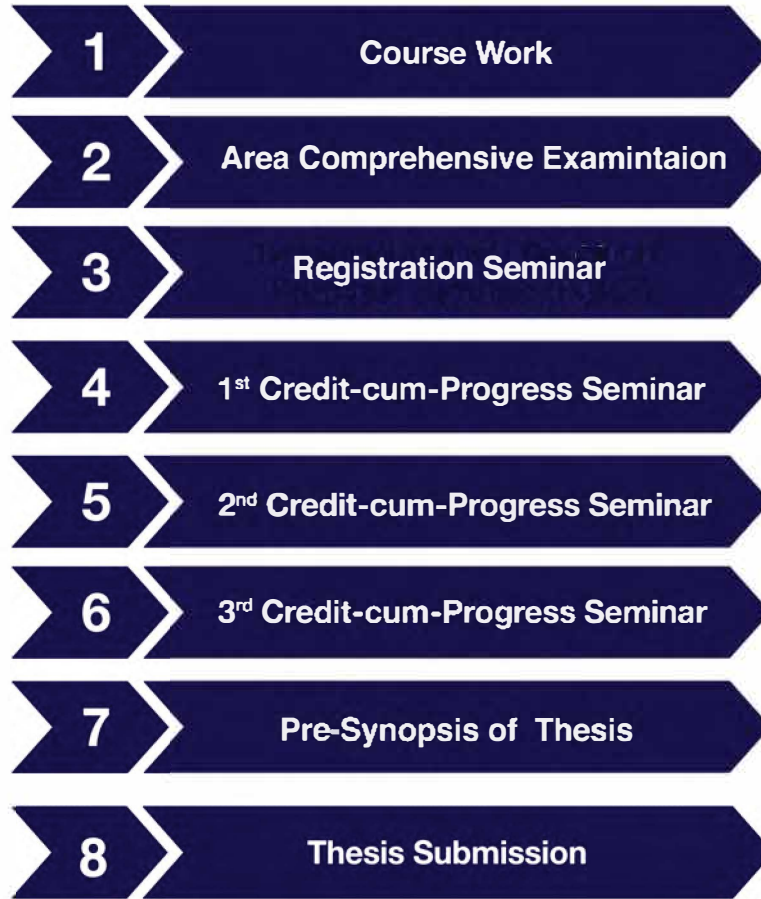 1 Course Work
2 Area Comprehensive Examintaion
3 Registration Seminar
4 1st Credit-cum-Progress Seminar
5 2nd Credit-cum-Progress Seminar
6 3rd Credit-cum-Progress Seminar
7 Pre-Synopsis of Thesis
8 Thesis Submission